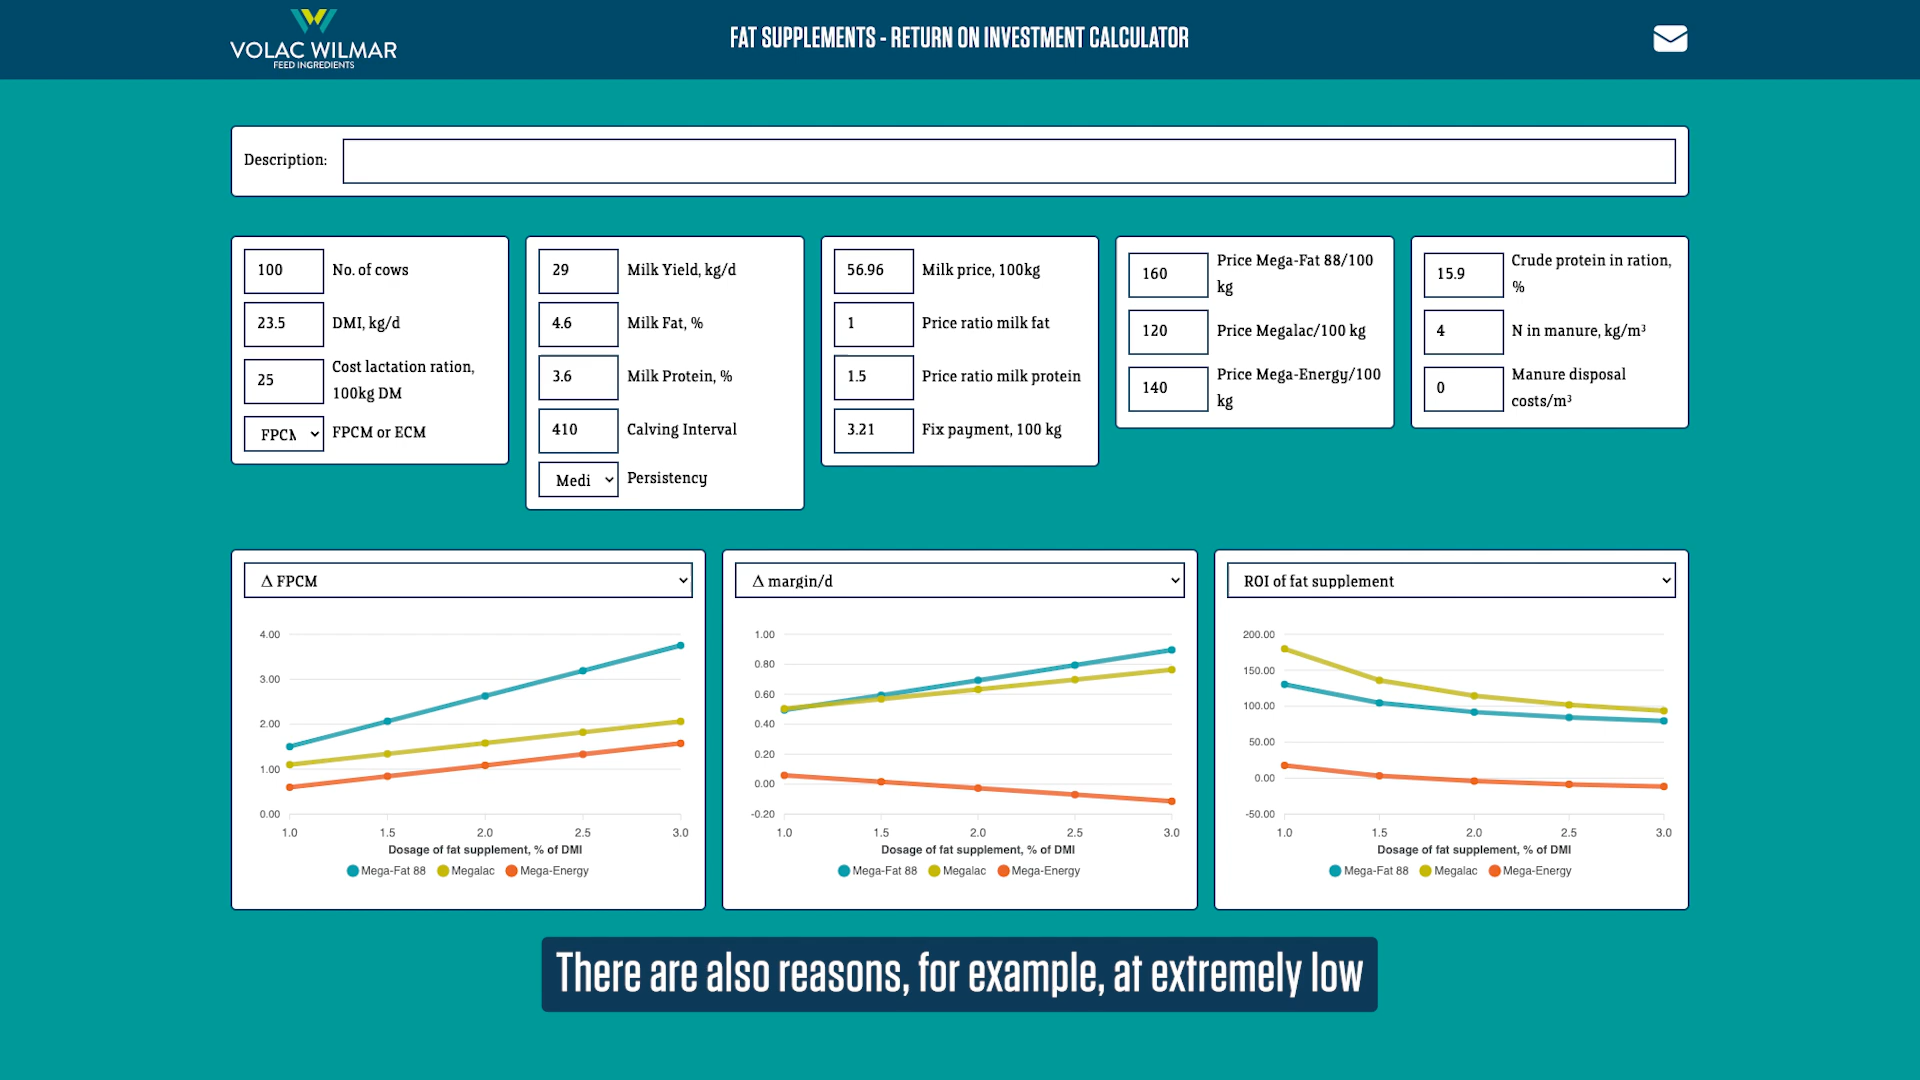 VOLAC WILMAR
FEED INGREDIENTS
FAT SUPPLEMENTS - RETURN ON INVESTMENT CALCULATOR
Description:
100 No. of cows
23.5 DMI, kg/d
25 Cost lactation ration,
100kg DM
FPCM or ECM
29 Milk Yield, kg/d
4.6 Milk Fat, %
3.6 Milk Protein, %
410 Calving Interval
Medi Persistency
56.96 Milk price, 100kg
1 Price ratio milk fat
1.5 Price ratio milk protein
3.21 Fix payment, 100 kg
160 Price Mega-Fat 88/100
kg
120 Price Megalac/100 kg
140 Price Mega-Energy/100
kg
15.9 Crude protein in ration,
%
4 N in manure, kg/m³
0 Manure disposal
costs/m³
Δ FPCM
4.00
3.00
2.00
1.00
0.00
1.0 1.5 2.0 2.5 3.0
Dosage of fat supplement, % of DMI
Mega-Fat 88 Megalac Mega-Energy
Δ margin/d
1.00
0.80
0.60
0.40
0.20
0.00
-0.20
1.0 1.5 2.0 2.5 3.0
Dosage of fat supplement, % of DMI
Mega-Fat 88 Megalac Mega-Energy
ROI of fat supplement
200.00
150.00
100.00
50.00
0.00
-50.00
1.0 1.5 2.0 2.5 3.0
Dosage of fat supplement, % of DMI
Mega-Fat 88 Megalac Mega-Energy
There are also reasons, for example, at extremely low